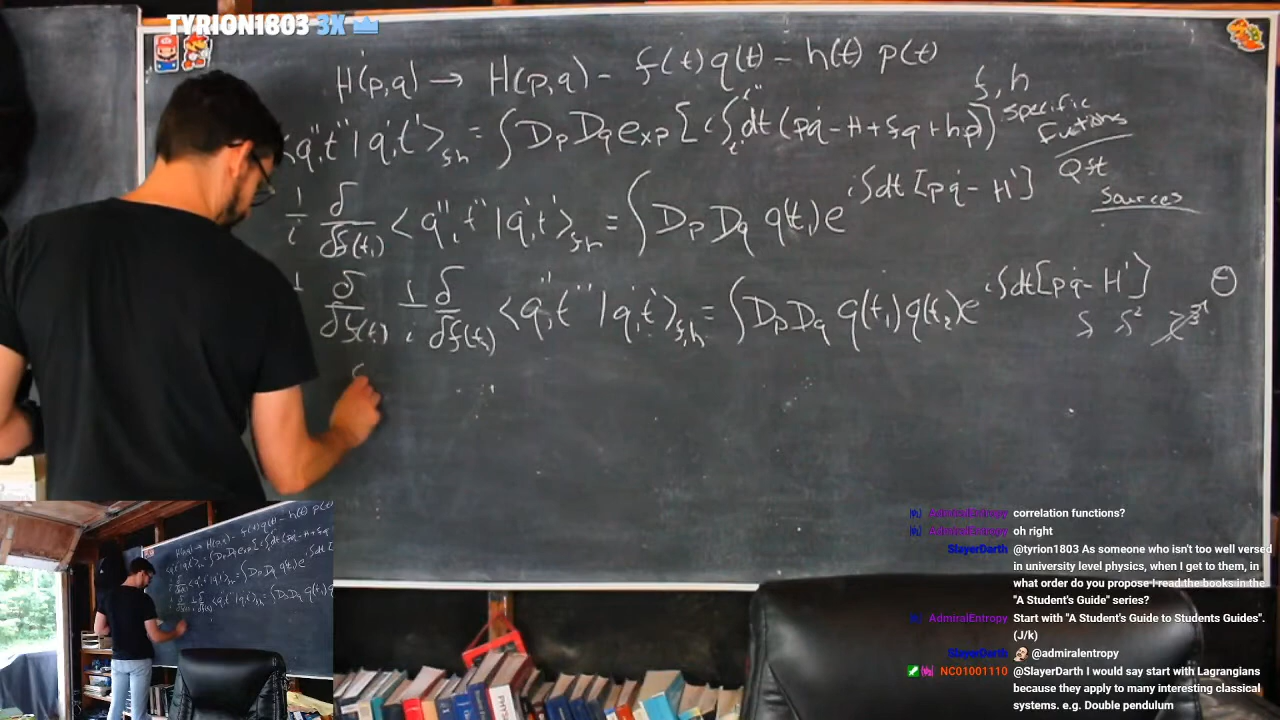 TYRION1803 3X
H(p,q) → H(p,q) - f(t)q(t) - h(t) p(t)
f, h
specific
Functions
<q",t"|q',t'>_{f,h} = ∫DpDq exp[i∫_{t'}^{t"}dt(pq̇-H+fq+hp)]
Qft
Sources
1/i δ/δf(t₁) <q",t"|q',t'>_{f,h} = ∫Dp Dq q(t₁)e^{i∫dt[pq̇-H']}
1/i δ/δf(t₁) 1/i δ/δf(t₂) <q",t"|q',t'>_{f,h} = ∫DpDq q(t₁)q(t₂)e^{i∫dt[pq̇-H']}
AdmiralEntropy correlation functions?
AdmiralEntropy oh right
SlayerDarth @tyrion1803 As someone who isn't too well versed
in university level physics, when I get to them, in
what order do you propose I read the books in the
"A Student's Guide" series?
AdmiralEntropy Start with "A Student's Guide to Students Guides".
(J/k)
SlayerDarth @admiralentropy
NC01001110 @SlayerDarth I would say start with Lagrangians
because they apply to many interesting classical
systems. e.g. Double pendulum